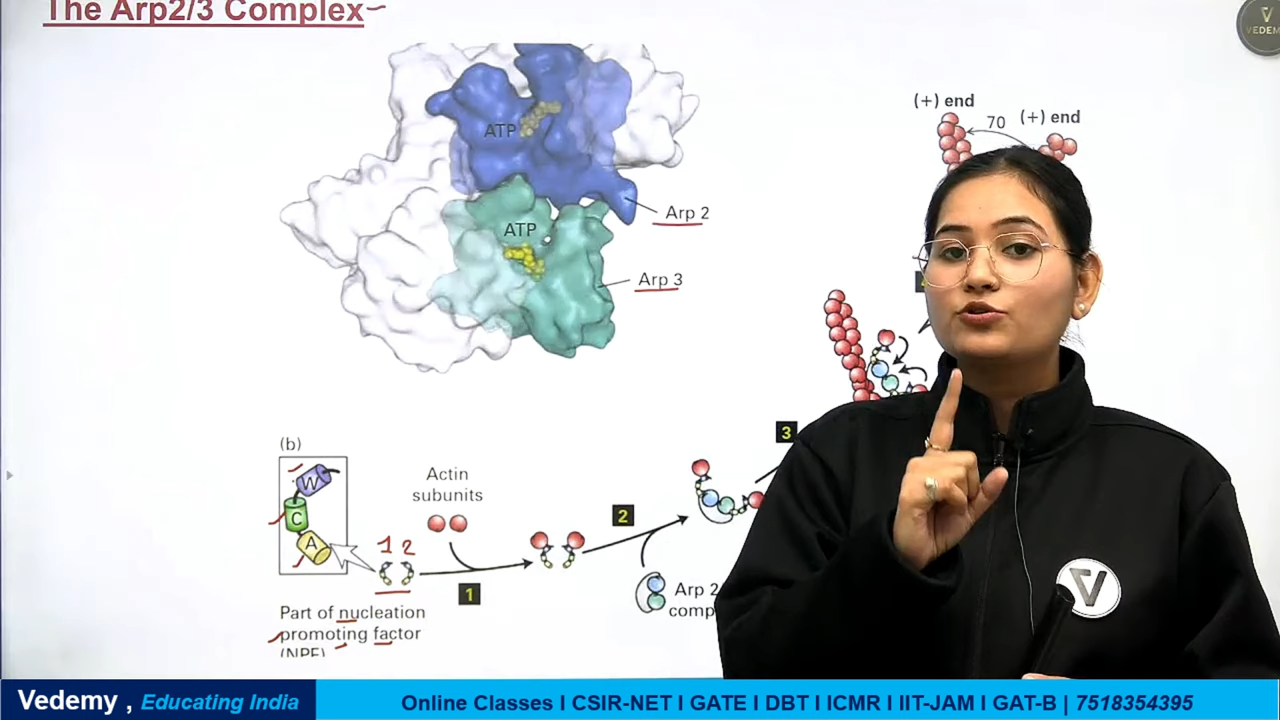 The Arp2/3 Complex
VEDEM
(+) end
70
(+) end
ATP
Arp 2
ATP
Arp 3
(b)
W
C
A
1 2
Actin
subunits
1
2
3
Arp 2
comp
Part of nucleation
promoting factor
(NPF)
Vedemy , Educating India
Online Classes I CSIR-NET I GATE I DBT I ICMR I IIT-JAM I GAT-B | 7518354395